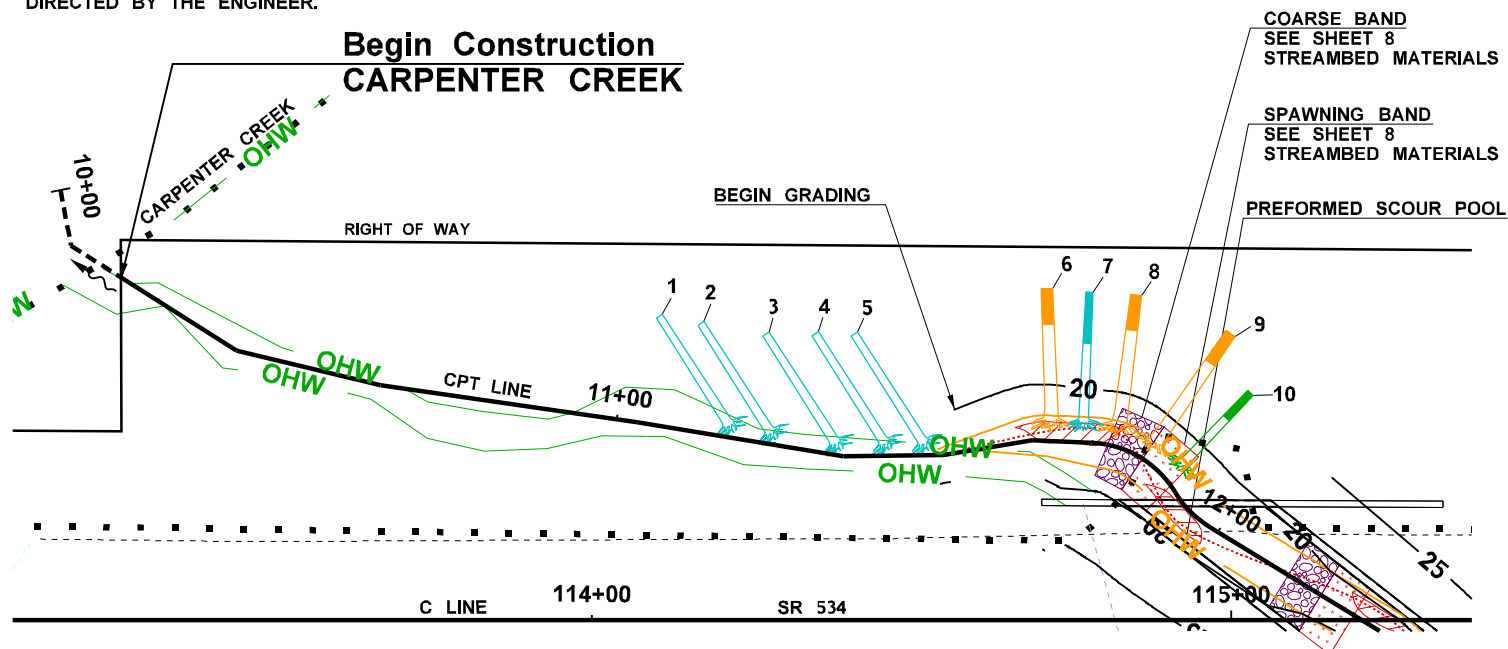 DIRECTED BY THE ENGINEER.
Begin Construction
CARPENTER CREEK
COARSE BAND
SEE SHEET 8
STREAMBED MATERIALS
SPAWNING BAND
SEE SHEET 8
STREAMBED MATERIALS
PREFORMED SCOUR POOL
CARPENTER CREEK
OHW
10+00
BEGIN GRADING
RIGHT OF WAY
1
2
3
4
5
6
7
8
9
10
OHW
OHW
CPT LINE
11+00
20
OHW
OHW
OHW
OHW
12+00
20
20
25
C LINE
114+00
SR 534
115+00